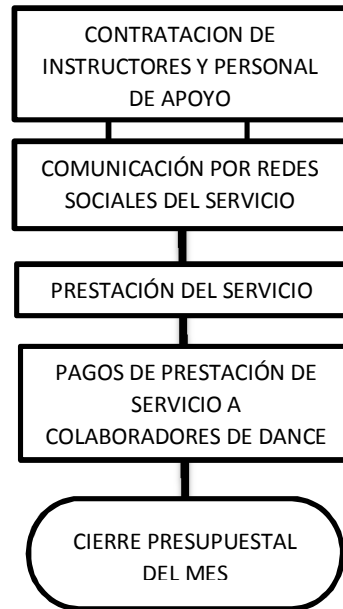 CONTRATACION DE
INSTRUCTORES Y PERSONAL
DE APOYO
COMUNICACIÓN POR REDES
SOCIALES DEL SERVICIO
PRESTACIÓN DEL SERVICIO
PAGOS DE PRESTACIÓN DE
SERVICIO A
COLABORADORES DE DANCE
CIERRE PRESUPUESTAL
DEL MES